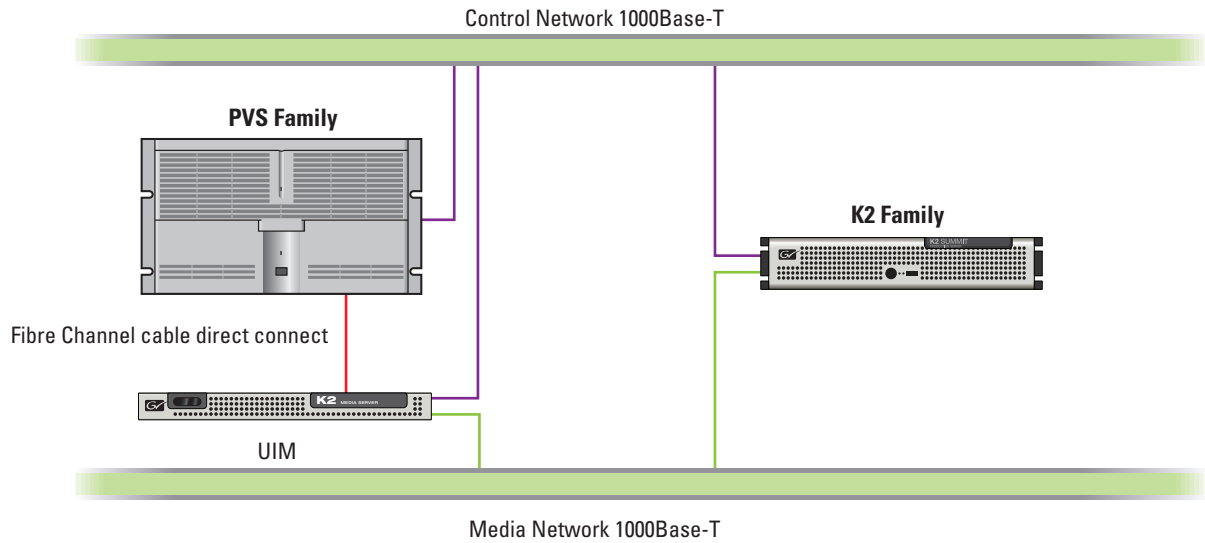 Control Network 1000Base-T
PVS Family
K2 Family
K2 SUMMIT
Fibre Channel cable direct connect
K2 MEDIA SERVER
UIM
Media Network 1000Base-T